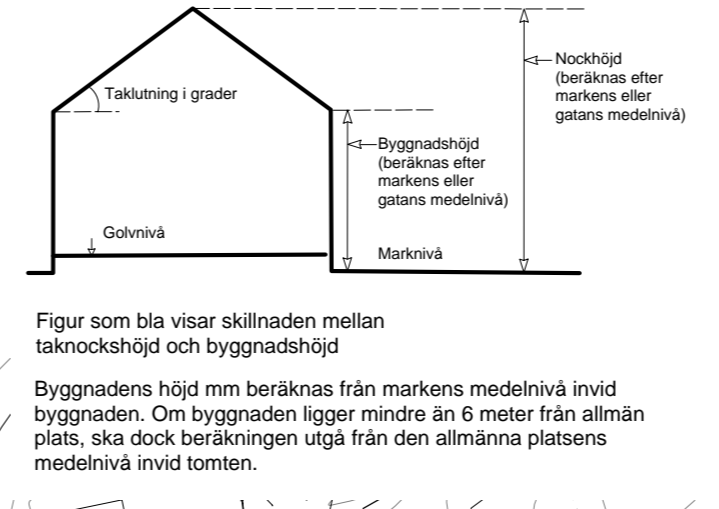 Nockhöjd
(beräknas efter
markens eller
gatans medelnivå)
Taklutning i grader
Byggnadshöjd
(beräknas efter
markens eller
gatans medelnivå)
Golvnivå
Marknivå
Figur som bla visar skillnaden mellan
taknockshöjd och byggnadshöjd
Byggnadens höjd mm beräknas från markens medelnivå invid
byggnaden. Om byggnaden ligger mindre än 6 meter från allmän
plats, ska dock beräkningen utgå från den allmänna platsens
medelnivå invid tomten.